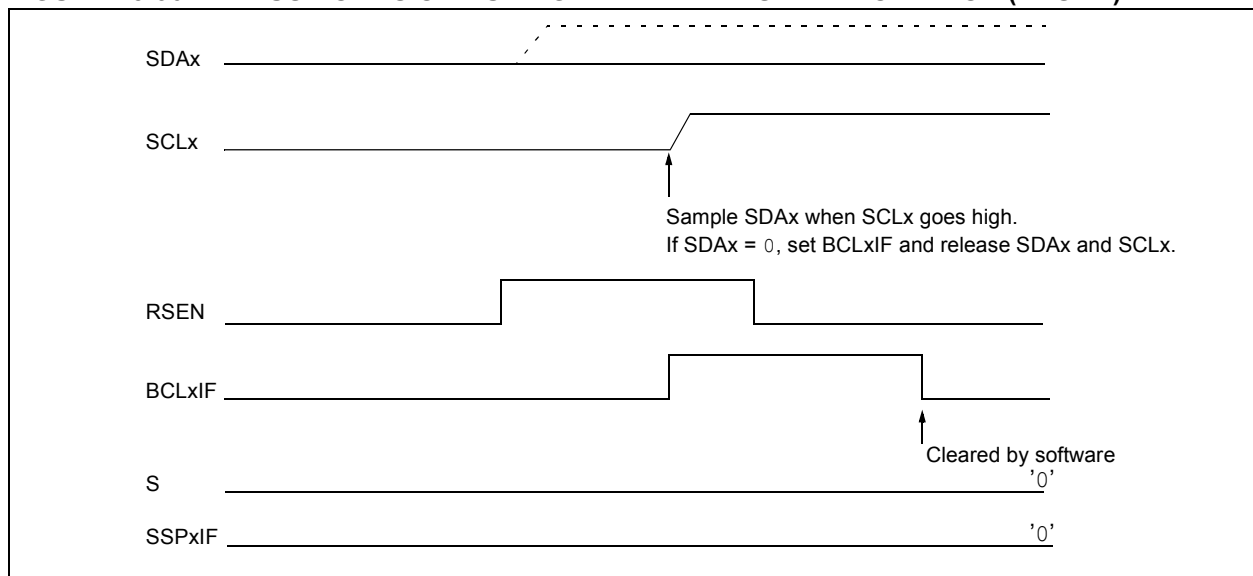 SDAx
SCLx
Sample SDAx when SCLx goes high.
If SDAx = 0, set BCLxIF and release SDAx and SCLx.
RSEN
BCLxIF
Cleared by software
S
'0'
SSPxIF
'0'